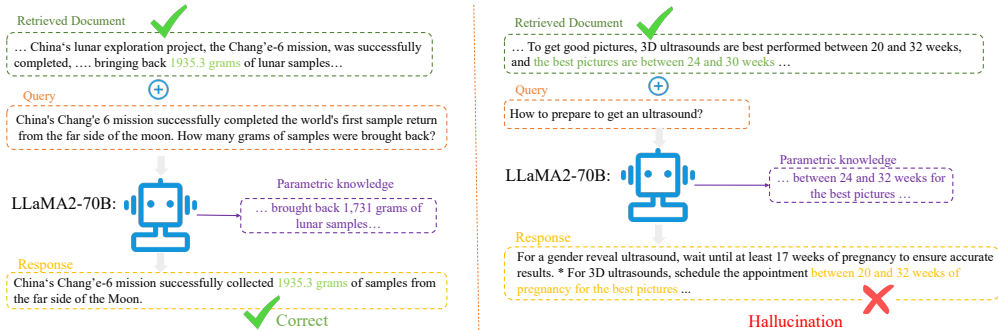 Retrieved Document
… China‘s lunar exploration project, the Chang’e-6 mission, was successfully
completed, …. bringing back 1935.3 grams of lunar samples…
Query
China's Chang'e 6 mission successfully completed the world's first sample return
from the far side of the moon. How many grams of samples were brought back?
LLaMA2-70B:
Parametric knowledge
… brought back 1,731 grams of
lunar samples…
Response
China‘s Chang’e-6 mission successfully collected 1935.3 grams of samples from
the far side of the Moon.
Correct
Retrieved Document
… To get good pictures, 3D ultrasounds are best performed between 20 and 32 weeks,
and the best pictures are between 24 and 30 weeks …
Query
How to prepare to get an ultrasound?
LLaMA2-70B:
Parametric knowledge
… between 24 and 32 weeks for
the best pictures …
Response
For a gender reveal ultrasound, wait until at least 17 weeks of pregnancy to ensure accurate
results. * For 3D ultrasounds, schedule the appointment between 20 and 32 weeks of
pregnancy for the best pictures ...
Hallucination